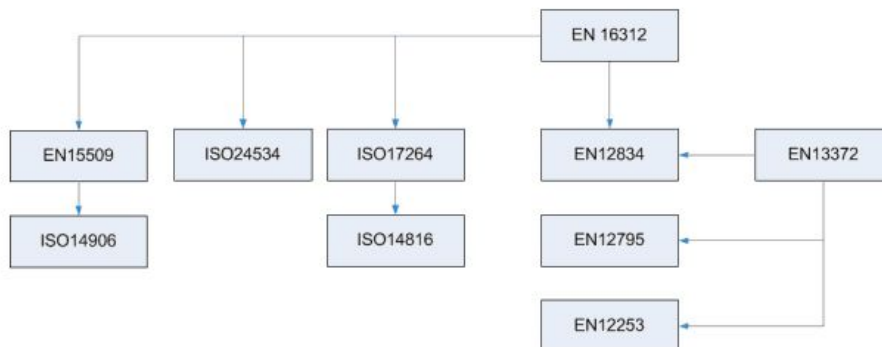 EN 16312
EN15509
ISO24534
ISO17264
EN12834
EN13372
ISO14906
ISO14816
EN12795
EN12253